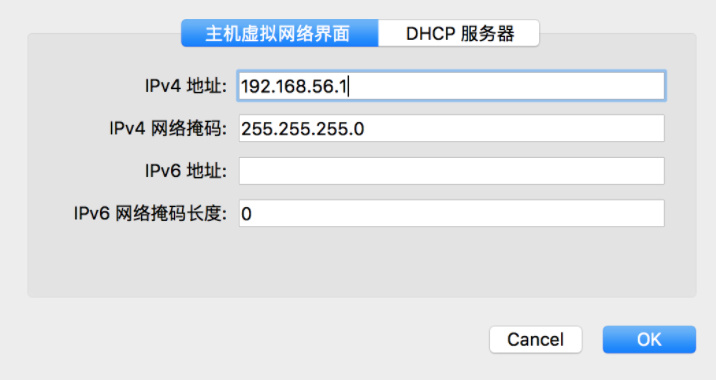 主机虚拟网络界面 DHCP 服务器
IPv4 地址: 192.168.56.1
IPv4 网络掩码: 255.255.255.0
IPv6 地址:
IPv6 网络掩码长度: 0
Cancel OK